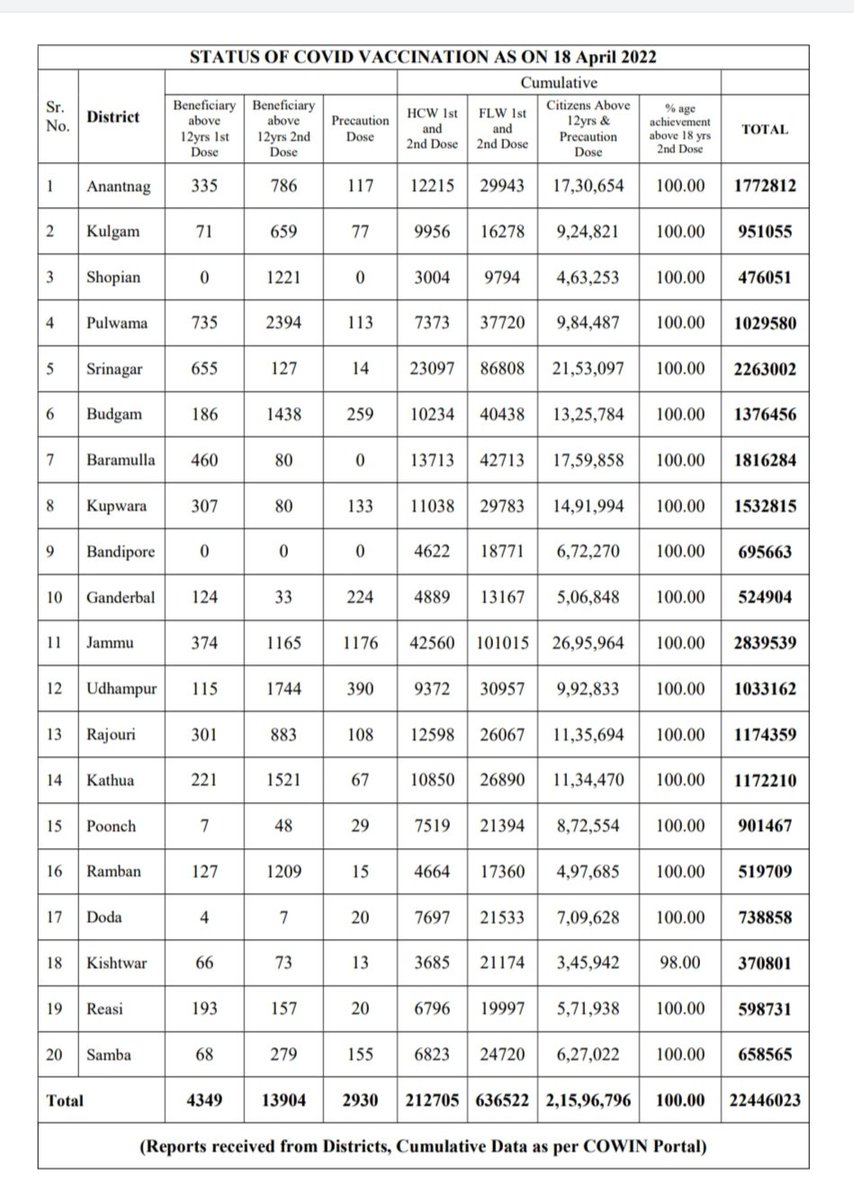 STATUS OF COVID VACCINATION AS ON 18 April 2022
Cumulative
Sr. No. District Beneficiary above 12yrs 1st Dose Beneficiary above 12yrs 2nd Dose Precaution Dose HCW 1st and 2nd Dose FLW 1st and 2nd Dose Citizens Above 12yrs & Precaution Dose % age achievement above 18 yrs 2nd Dose TOTAL
1 Anantnag 335 786 117 12215 29943 17,30,654 100.00 1772812
2 Kulgam 71 659 77 9956 16278 9,24,821 100.00 951055
3 Shopian 0 1221 0 3004 9794 4,63,253 100.00 476051
4 Pulwama 735 2394 113 7373 37720 9,84,487 100.00 1029580
5 Srinagar 655 127 14 23097 86808 21,53,097 100.00 2263002
6 Budgam 186 1438 259 10234 40438 13,25,784 100.00 1376456
7 Baramulla 460 80 0 13713 42713 17,59,858 100.00 1816284
8 Kupwara 307 80 133 11038 29783 14,91,994 100.00 1532815
9 Bandipore 0 0 0 4622 18771 6,72,270 100.00 695663
10 Ganderbal 124 33 224 4889 13167 5,06,848 100.00 524904
11 Jammu 374 1165 1176 42560 101015 26,95,964 100.00 2839539
12 Udhampur 115 1744 390 9372 30957 9,92,833 100.00 1033162
13 Rajouri 301 883 108 12598 26067 11,35,694 100.00 1174359
14 Kathua 221 1521 67 10850 26890 11,34,470 100.00 1172210
15 Poonch 7 48 29 7519 21394 8,72,554 100.00 901467
16 Ramban 127 1209 15 4664 17360 4,97,685 100.00 519709
17 Doda 4 7 20 7697 21533 7,09,628 100.00 738858
18 Kishtwar 66 73 13 3685 21174 3,45,942 98.00 370801
19 Reasi 193 157 20 6796 19997 5,71,938 100.00 598731
20 Samba 68 279 155 6823 24720 6,27,022 100.00 658565
Total 4349 13904 2930 212705 636522 2,15,96,796 100.00 22446023
(Reports received from Districts, Cumulative Data as per COWIN Portal)